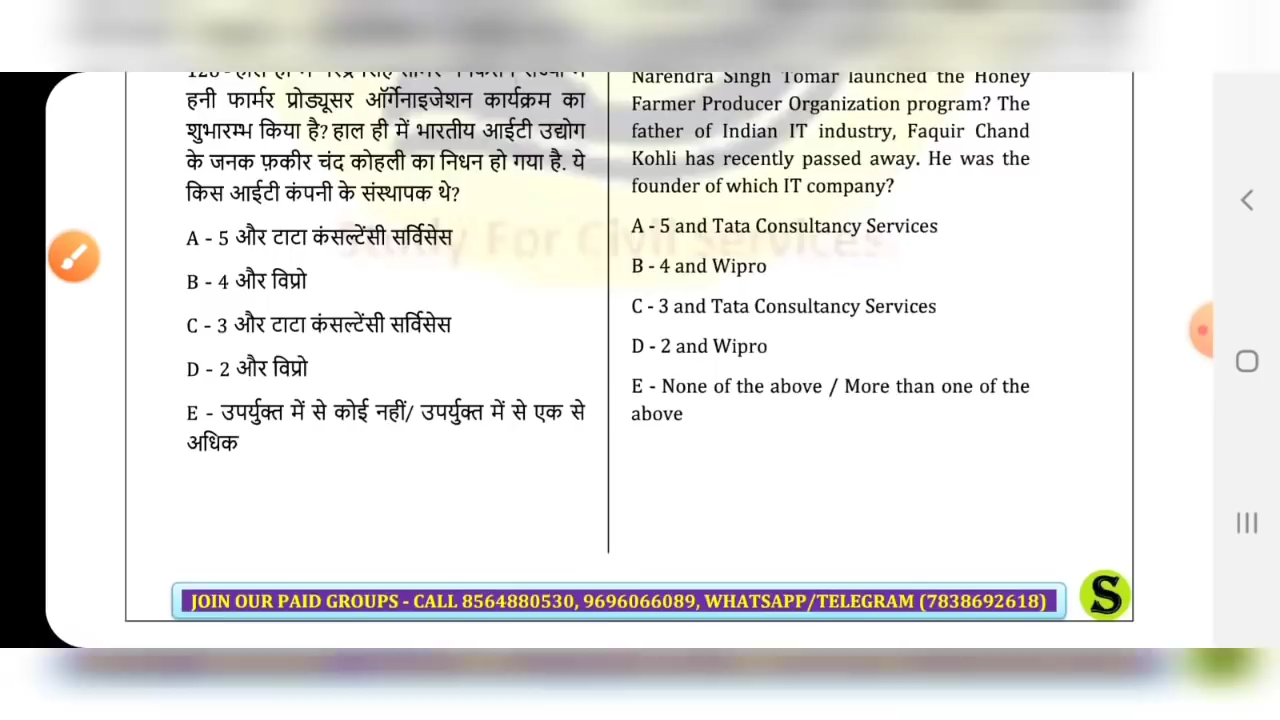 हनी फार्मर प्रोड्यूसर ऑर्गेनाइजेशन कार्यक्रम का
शुभारम्भ किया है? हाल ही में भारतीय आईटी उद्योग
के जनक फ़कीर चंद कोहली का निधन हो गया है. ये
किस आईटी कंपनी के संस्थापक थे?
A - 5 और टाटा कंसल्टेंसी सर्विसेस
B - 4 और विप्रो
C - 3 और टाटा कंसल्टेंसी सर्विसेस
D - 2 और विप्रो
E - उपर्युक्त में से कोई नहीं/ उपर्युक्त में से एक से
अधिक
Narendra Singh Tomar launched the Honey
Farmer Producer Organization program? The
father of Indian IT industry, Faquir Chand
Kohli has recently passed away. He was the
founder of which IT company?
A - 5 and Tata Consultancy Services
B - 4 and Wipro
C - 3 and Tata Consultancy Services
D - 2 and Wipro
E - None of the above / More than one of the
above
Study For Civil Services
JOIN OUR PAID GROUPS - CALL 8564880530, 9696066089, WHATSAPP/TELEGRAM (7838692618)
S